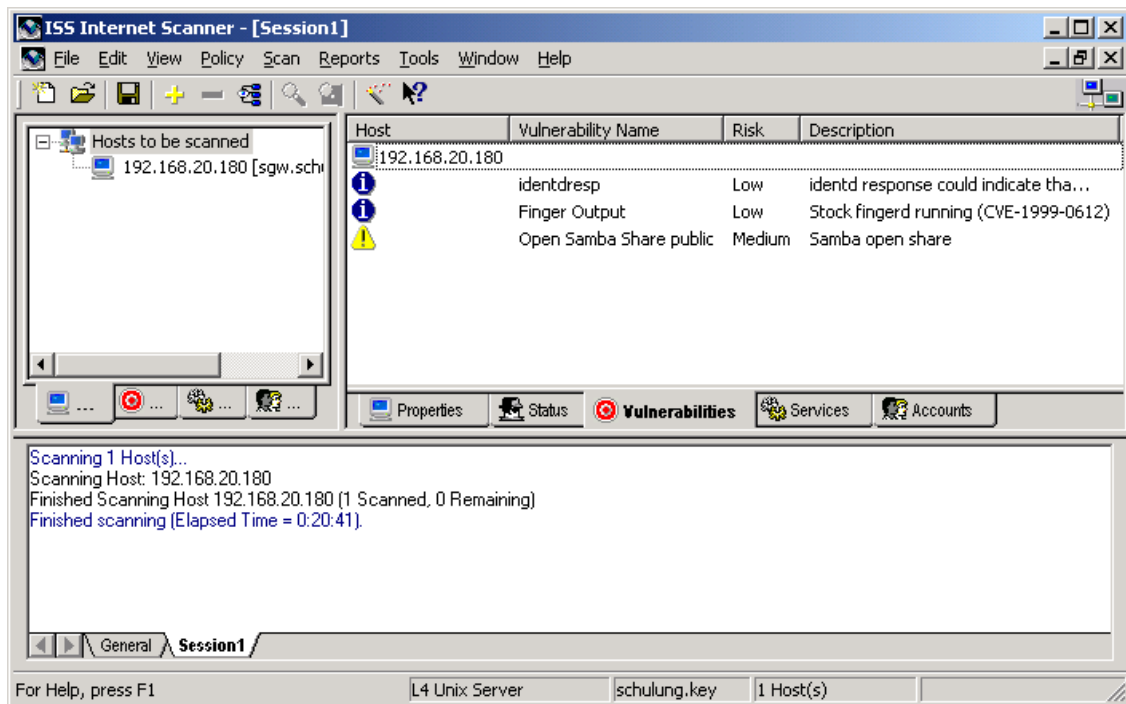 ISS Internet Scanner - [Session1]
File Edit View Policy Scan Reports Tools Window Help
Hosts to be scanned
192.168.20.180 [sgw.schu
Host Vulnerability Name Risk Description
192.168.20.180
identdresp Low identd response could indicate tha...
Finger Output Low Stock fingerd running (CVE-1999-0612)
Open Samba Share public Medium Samba open share
... ... ... ...
Properties Status Vulnerabilities Services Accounts
Scanning 1 Host(s)...
Scanning Host: 192.168.20.180
Finished Scanning Host 192.168.20.180 (1 Scanned, 0 Remaining)
Finished scanning (Elapsed Time = 0:20:41).
General Session1
For Help, press F1 L4 Unix Server schulung.key 1 Host(s)